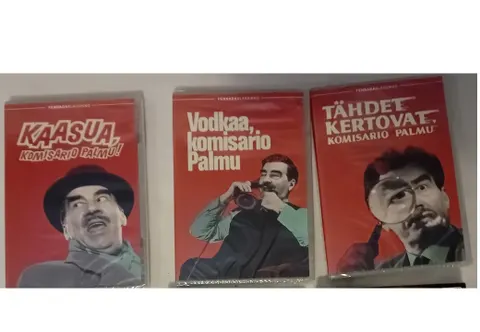 KAASUA,
KOMISARIO PALMU!
Vodkaa,
komisario
Palmu
TÄHDET
KERTOVAT,
KOMISARIO PALMU